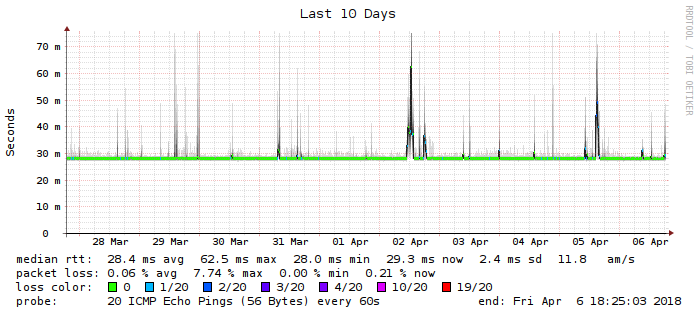 Last 10 Days
RRDTOOL / TOBI OETIKER
Seconds
70 m
60 m
50 m
40 m
30 m
20 m
10 m
0
28 Mar 29 Mar 30 Mar 31 Mar 01 Apr 02 Apr 03 Apr 04 Apr 05 Apr 06 Apr
median rtt: 28.4 ms avg 62.5 ms max 28.0 ms min 29.3 ms now 2.4 ms sd 11.8 am/s
packet loss: 0.06 % avg 7.74 % max 0.00 % min 0.21 % now
loss color: 0 1/20 2/20 3/20 4/20 10/20 19/20
probe: 20 ICMP Echo Pings (56 Bytes) every 60s end: Fri Apr 6 18:25:03 2018